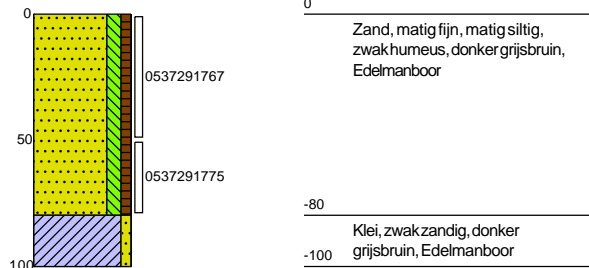 0
0537291767
50
0537291775
100
0
Zand, matig fijn, matig siltig,
zwak humeus, donker grijsbruin,
Edelmanboor
-80
Klei, zwak zandig, donker
grijsbruin, Edelmanboor
-100